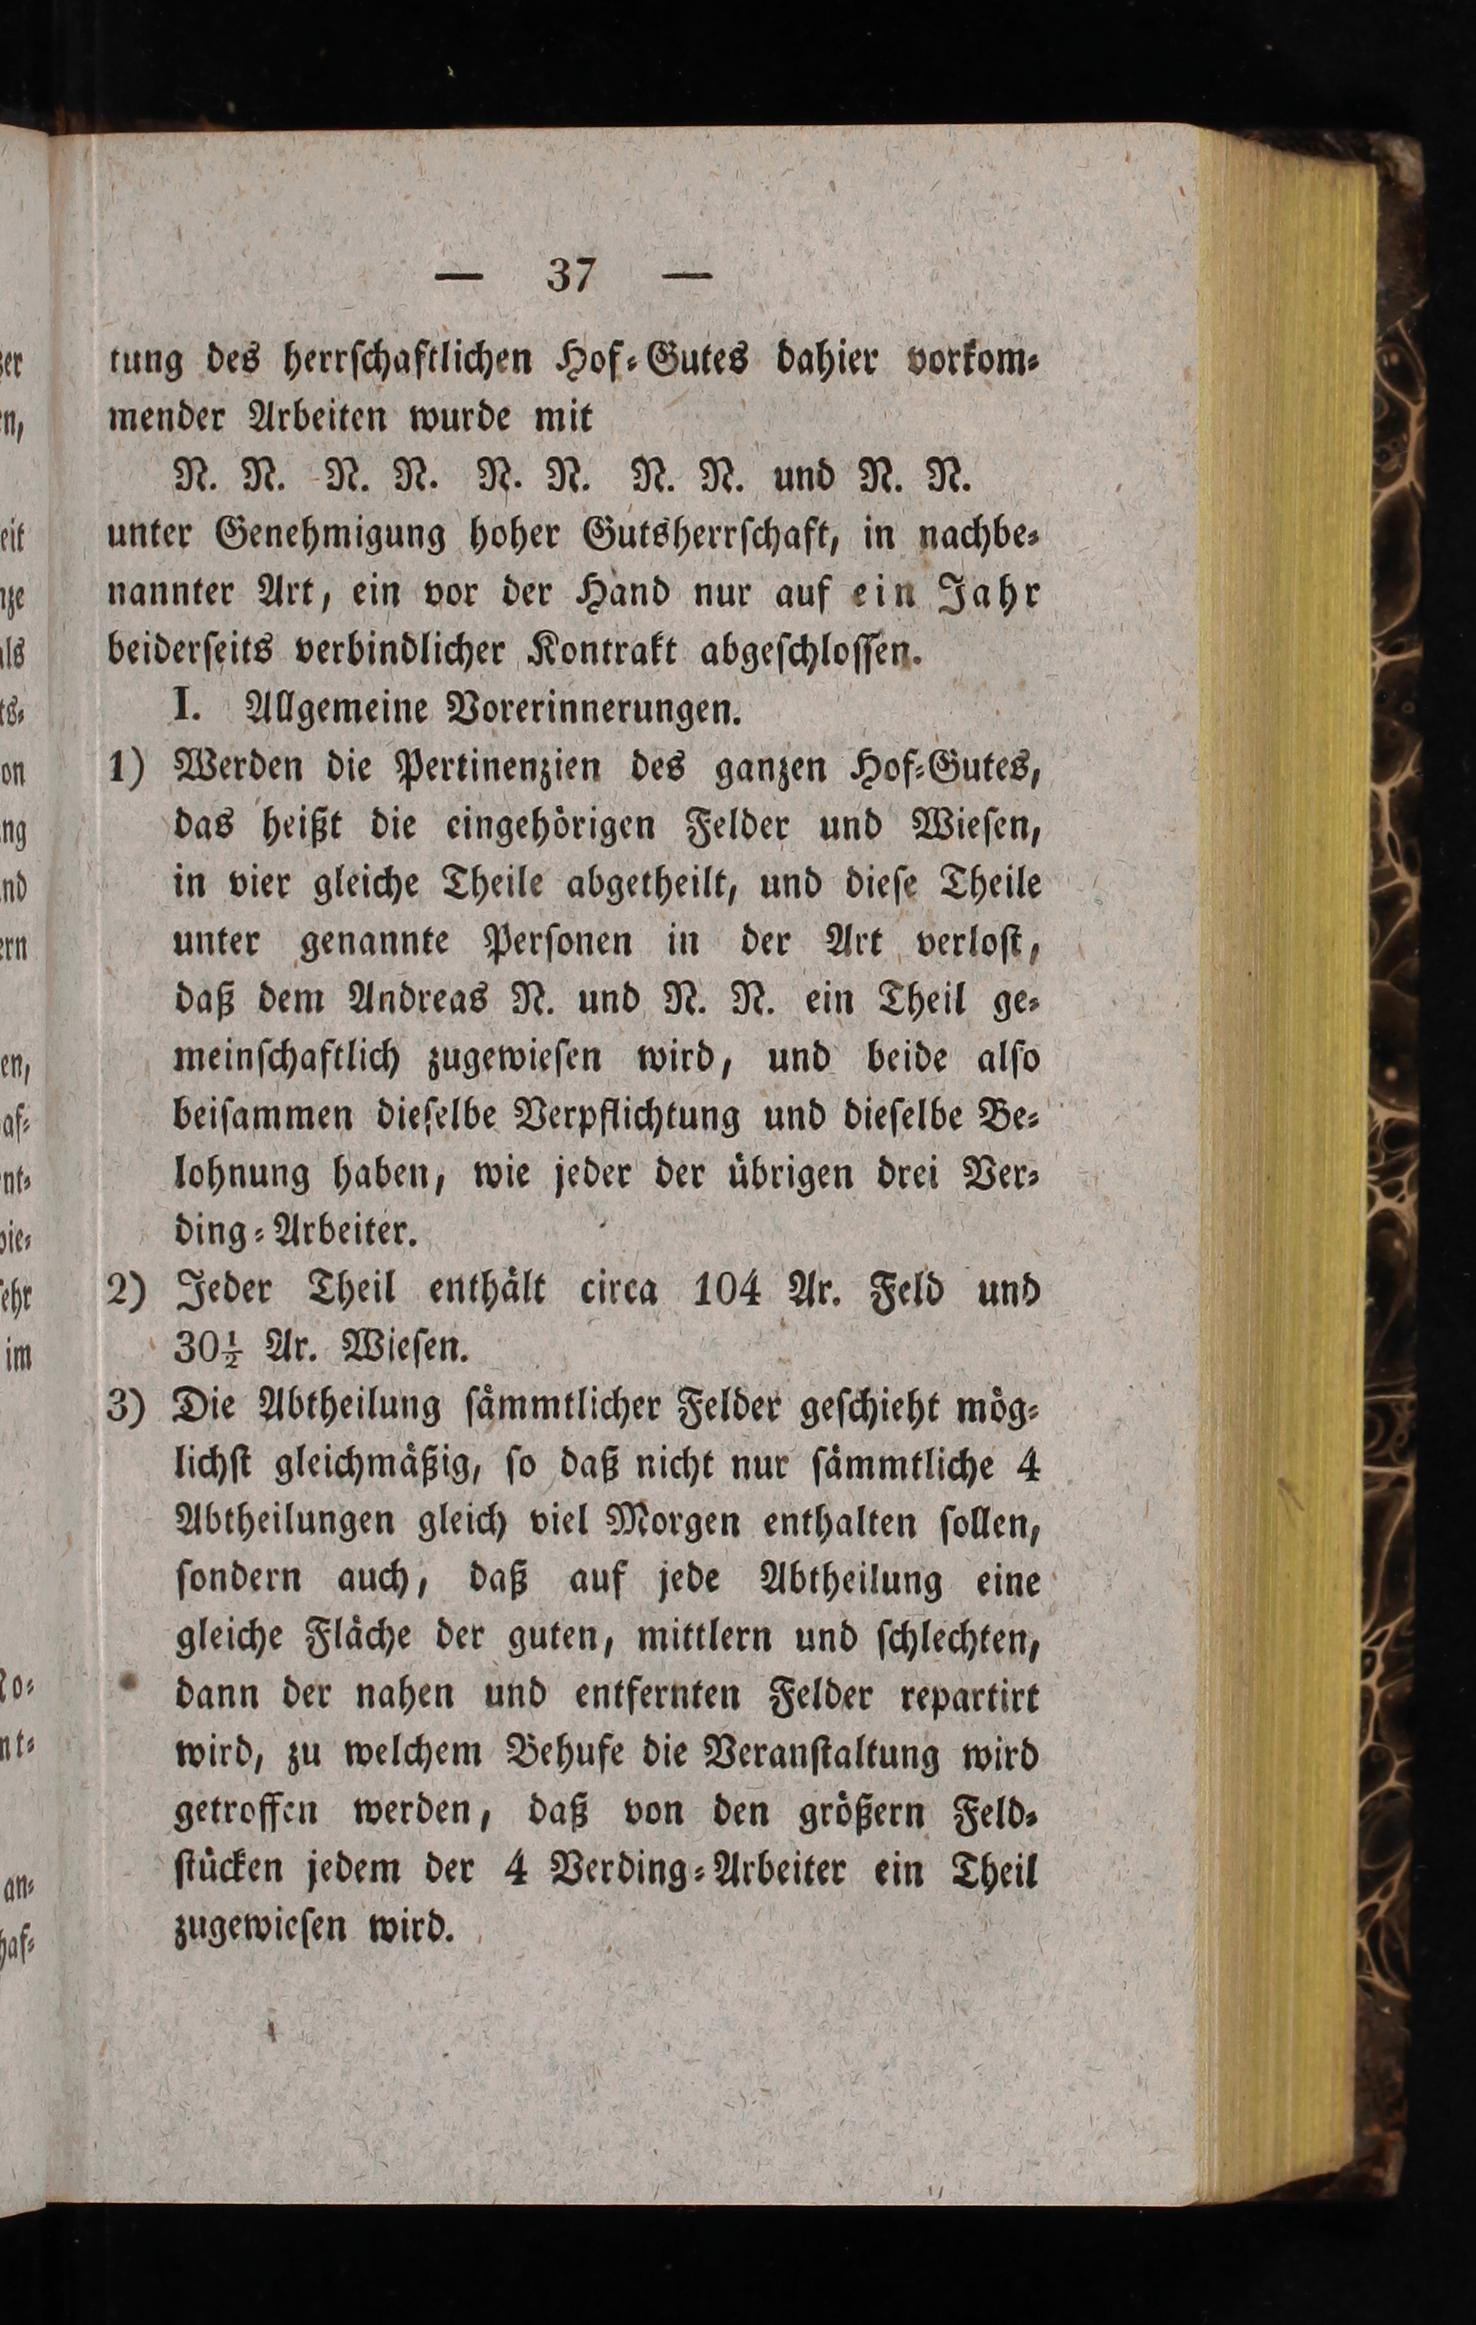 — 37 —
tung des herrſchaftlichen Hof⸗Gutes dahier vorkom⸗
mender Arbeiten wurde mit
N. N. N. N. N. N. N. N. und N. N.
unter Genehmigung hoher Gutsherrſchaft, in nachbe⸗
nannter Art, ein vor der Hand nur auf ein Jahr
beiderſeits verbindlicher Kontrakt abgeſchloſſen.
I. Allgemeine Vorerinnerungen.
1) Werden die Pertinenzien des ganzen Hof⸗Gutes,
das heißt die eingehörigen Felder und Wieſen,
in vier gleiche Theile abgetheilt, und dieſe Theile
unter genannte Perſonen in der Art verloſt,
daß dem Andreas N. und N. N. ein Theil ge⸗
meinſchaftlich zugewieſen wird, und beide alſo
beiſammen dieſelbe Verpflichtung und dieſelbe Be⸗
lohnung haben, wie jeder der übrigen drei Ver⸗
ding⸗Arbeiter.
2) Jeder Theil enthält circa 104 Ar. Feld und
30½ Ar. Wieſen.
3) Die Abtheilung ſämmtlicher Felder geſchieht mög⸗
lichſt gleichmäßig, ſo daß nicht nur ſämmtliche 4
Abtheilungen gleich viel Morgen enthalten ſollen,
ſondern auch, daß auf jede Abtheilung eine
gleiche Fläche der guten, mittlern und ſchlechten,
dann der nahen und entfernten Felder repartirt
wird, zu welchem Behufe die Veranſtaltung wird
getroffen werden, daß von den größern Feld⸗
ſtücken jedem der 4 Verding⸗Arbeiter ein Theil
zugewieſen wird.